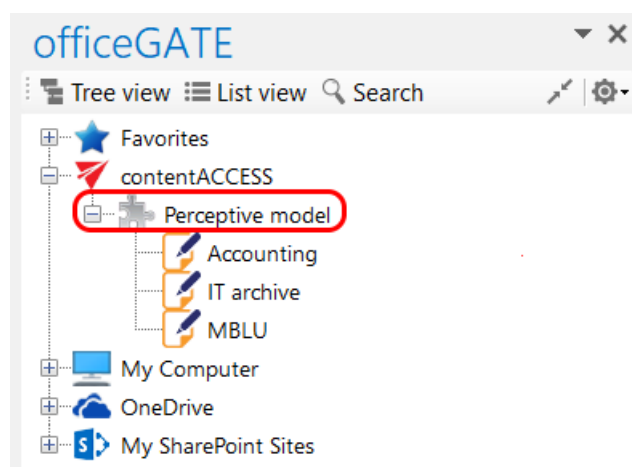 officeGATE
Tree view List view Search
Favorites
contentACCESS
Perceptive model
Accounting
IT archive
MBLU
My Computer
OneDrive
My SharePoint Sites